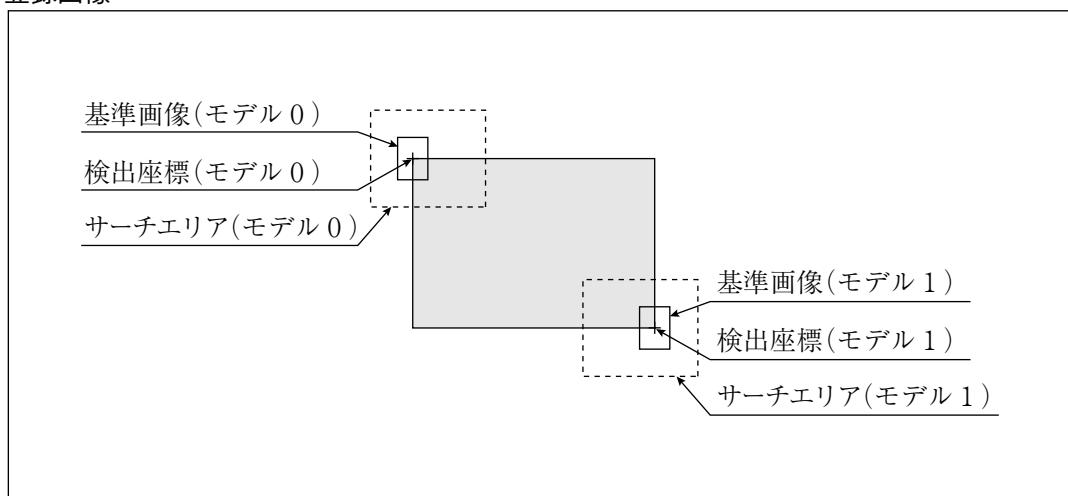 登録画像
基準画像(モデル0)
検出座標(モデル0)
サーチエリア(モデル0)
基準画像(モデル1)
検出座標(モデル1)
サーチエリア(モデル1)